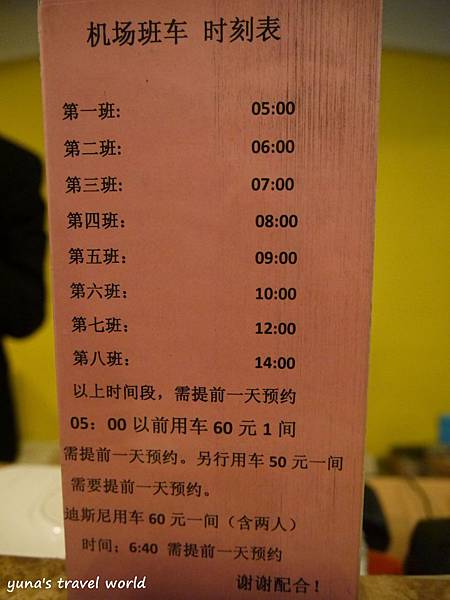 机场班车 时刻表
第一班: 05:00
第二班: 06:00
第三班: 07:00
第四班: 08:00
第五班: 09:00
第六班: 10:00
第七班: 12:00
第八班: 14:00
以上时间段，需提前一天预约
05：00 以前用车 60 元 1 间
需提前一天预约。另行用车 50 元一间
需要提前一天预约。
迪斯尼用车 60 元一间（含两人）
时间：6:40 需提前一天预约
谢谢配合！
yuna's travel world